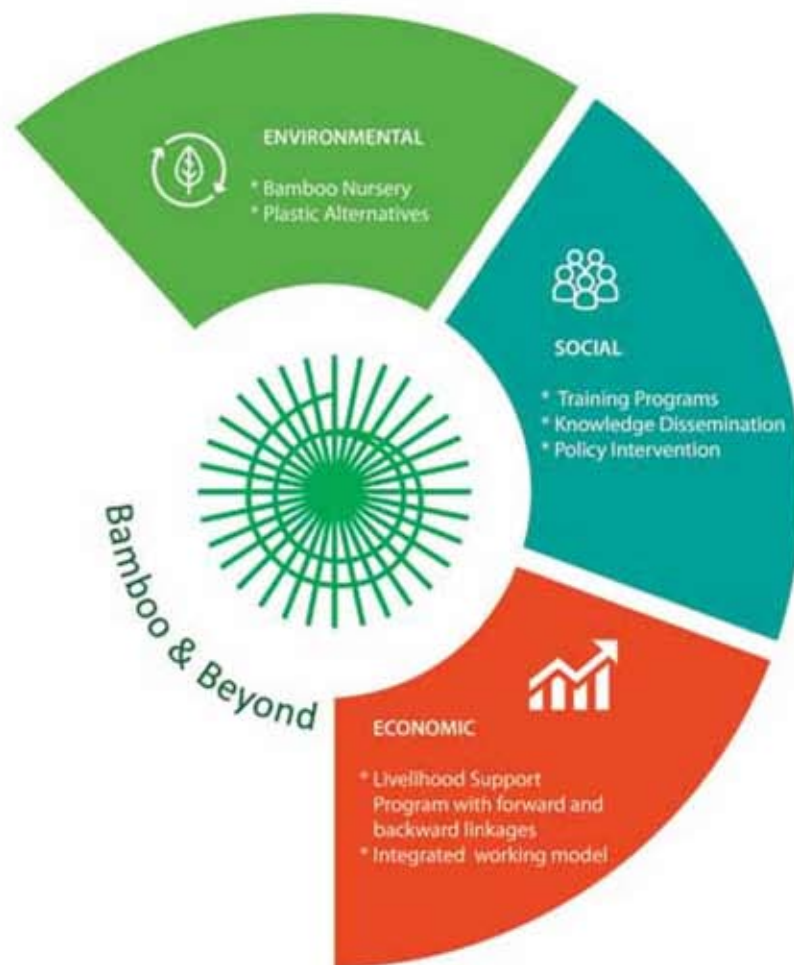 ENVIRONMENTAL
* Bamboo Nursery
* Plastic Alternatives
SOCIAL
* Training Programs
* Knowledge Dissemination
* Policy Intervention
Bamboo & Beyond
ECONOMIC
* Livelihood Support
Program with forward and
backward linkages
* Integrated working model